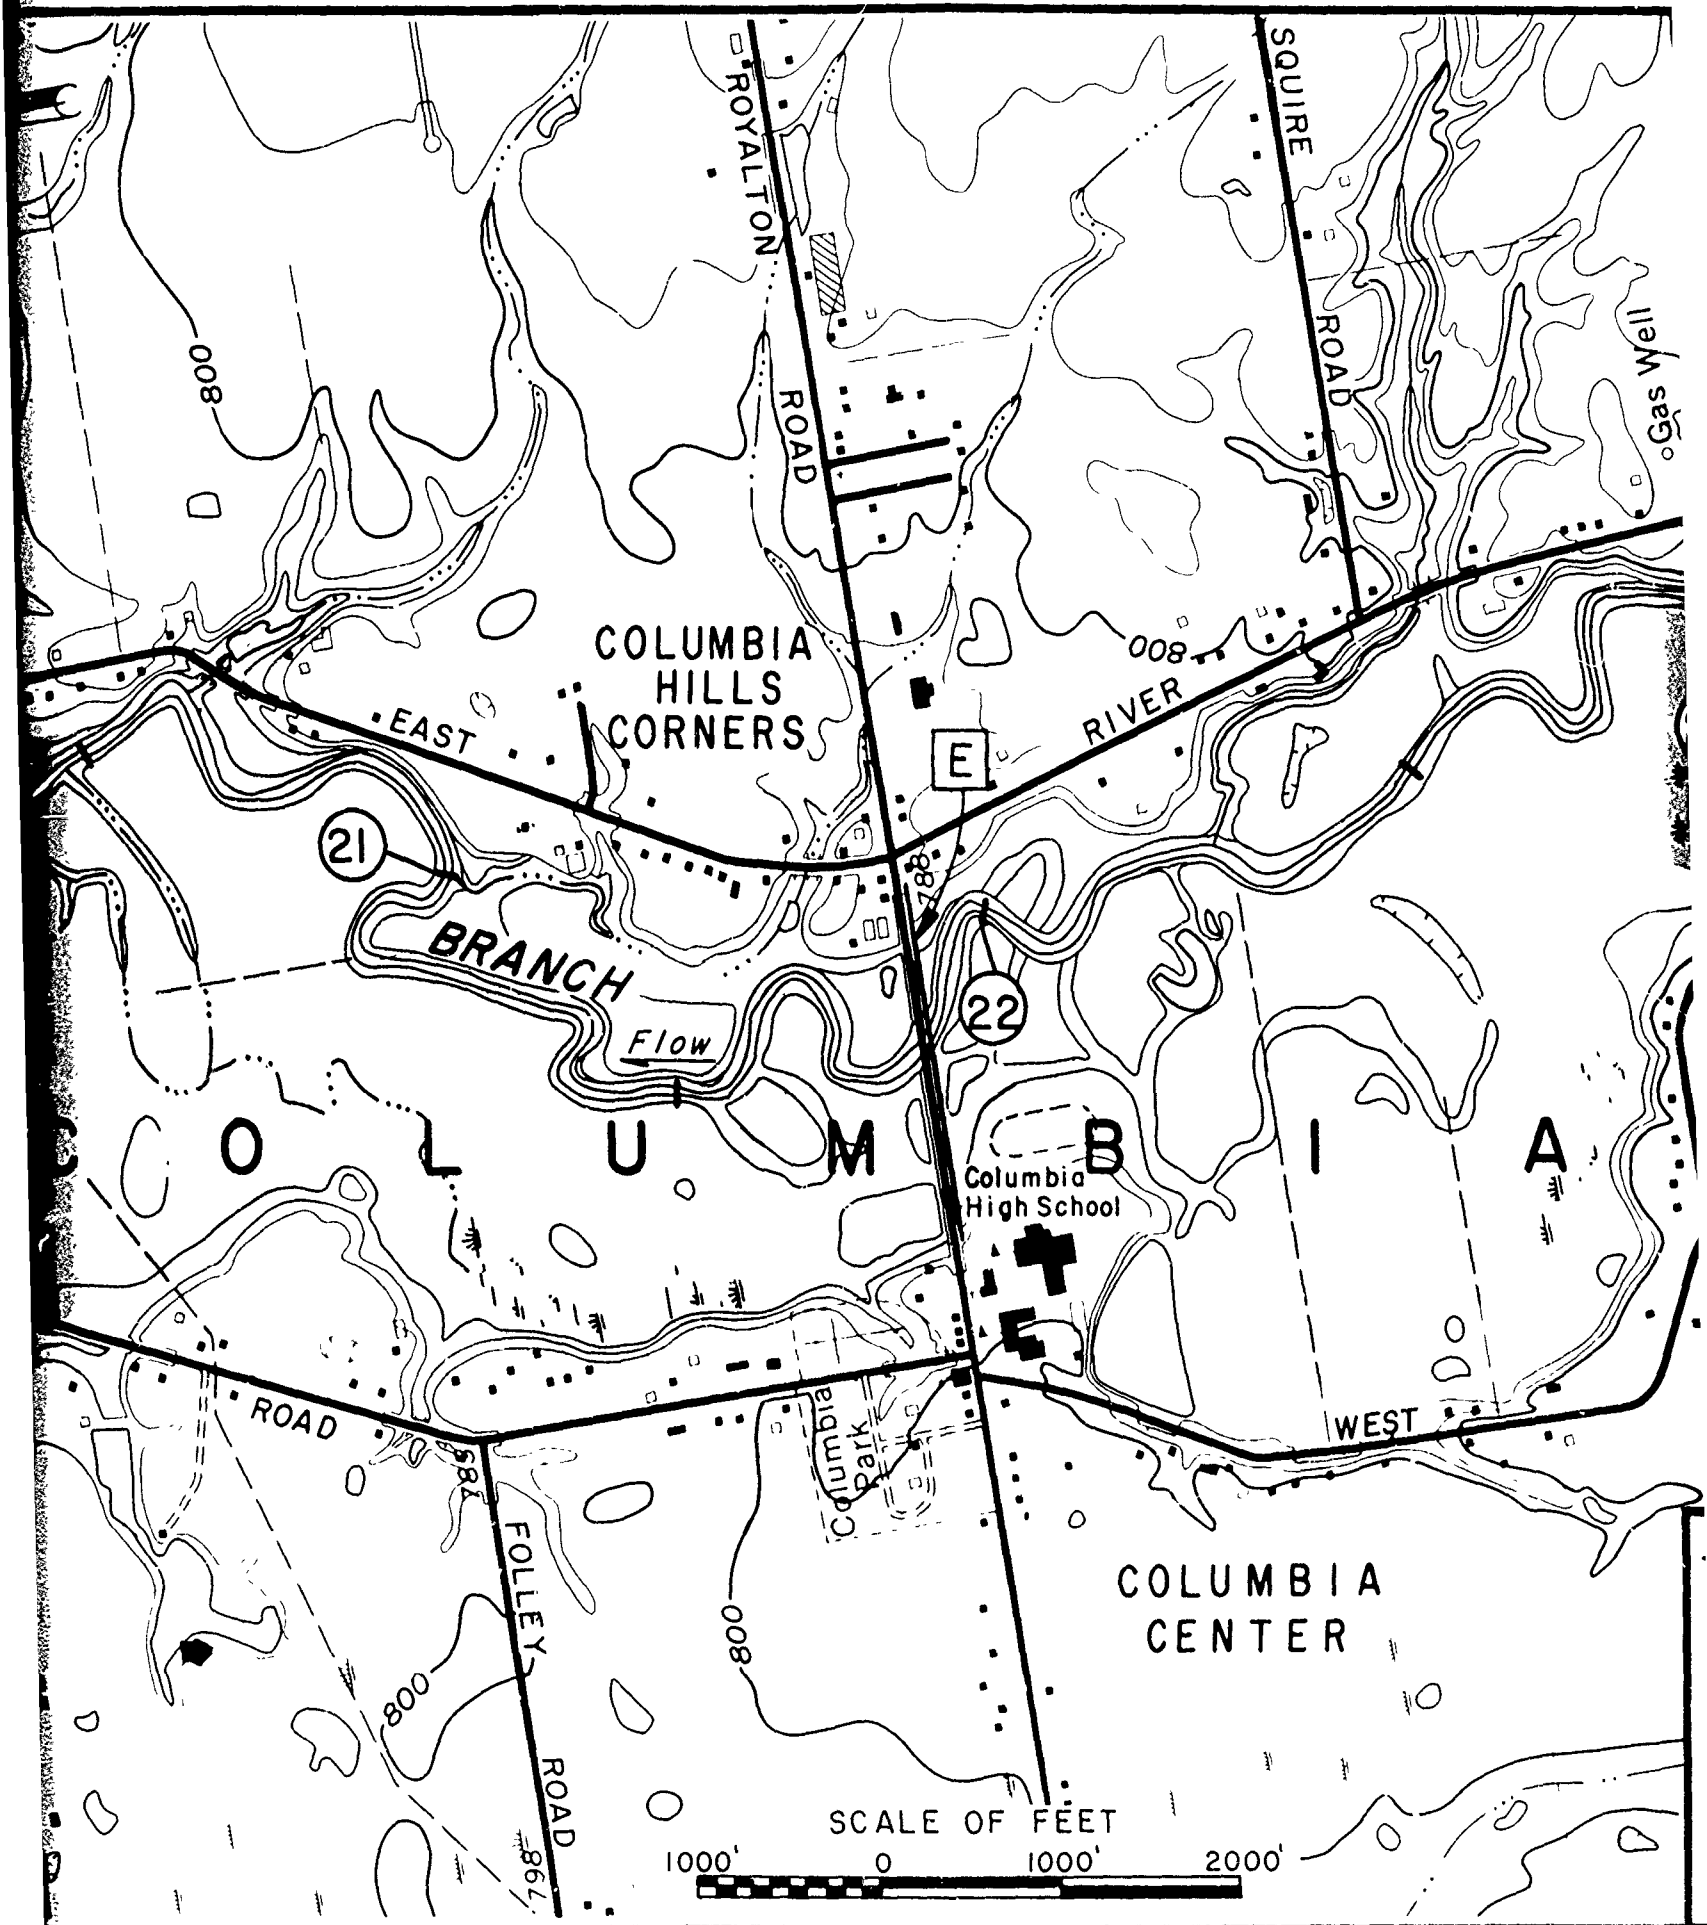 SQUIRE
ROYALTON
Gas Well
ROAD
800
ROAD
COLUMBIA
HILLS
CORNERS
800
RIVER
EAST
E
21
788
BRANCH
22
Flow
C O L U M B I A
Columbia
High School
Columbia
Park
ROAD
WEST
785
FOLLEY
COLUMBIA
CENTER
800
800
ROAD
SCALE OF FEET
798
1000' 0 1000' 2000'